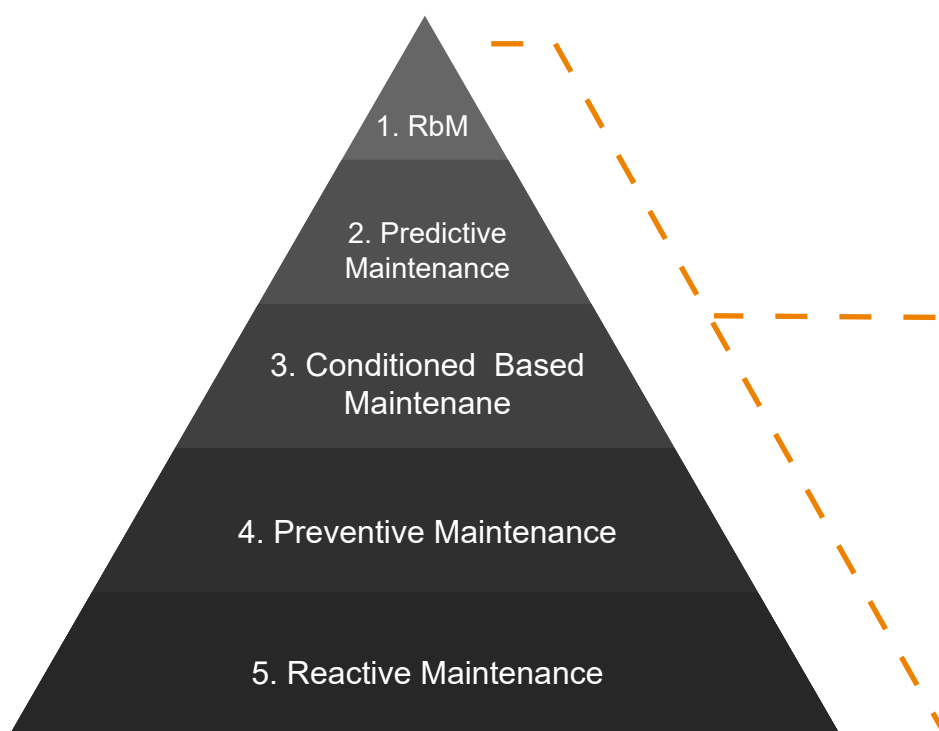 1. RbM
2. Predictive
Maintenance
3. Conditioned  Based
Maintenane
4. Preventive Maintenance
5. Reactive Maintenance